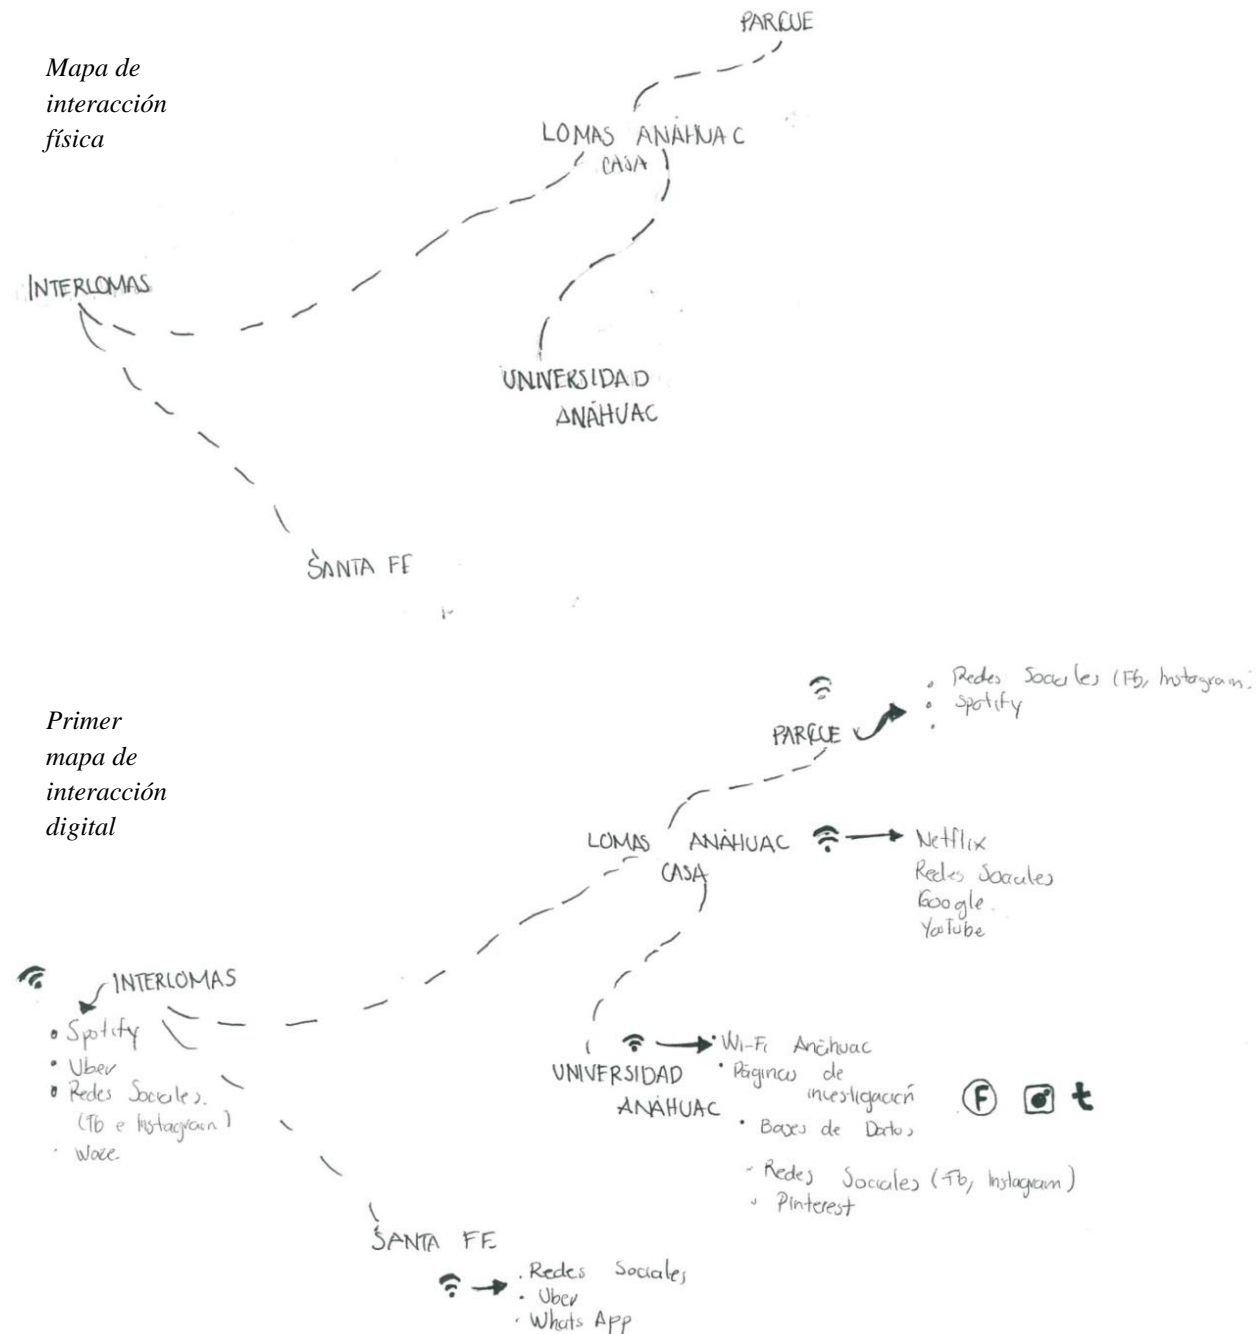 PARQUE
Mapa de
interacción
física
LOMAS ANÁHUAC
CASA
INTERLOMAS
UNIVERSIDAD
ANÁHUAC
SANTA FE
Primer
mapa de
interacción
digital
• Redes Sociales (Fb, Instagram.
• Spotify
•
PARQUE
LOMAS ANÁHUAC
CASA
Netflix
Redes Sociales
Google.
YouTube
INTERLOMAS
• Spotify
• Uber
• Redes Sociales.
(Fb e Instagram)
• Waze
UNIVERSIDAD
ANÁHUAC
• Wi-Fi Anáhuac
• Páginas de
investigación
• Bases de Datos
- Redes Sociales (Fb, Instagram)
• Pinterest
F
t
SANTA FE
• Redes Sociales
• Uber
• Whats App